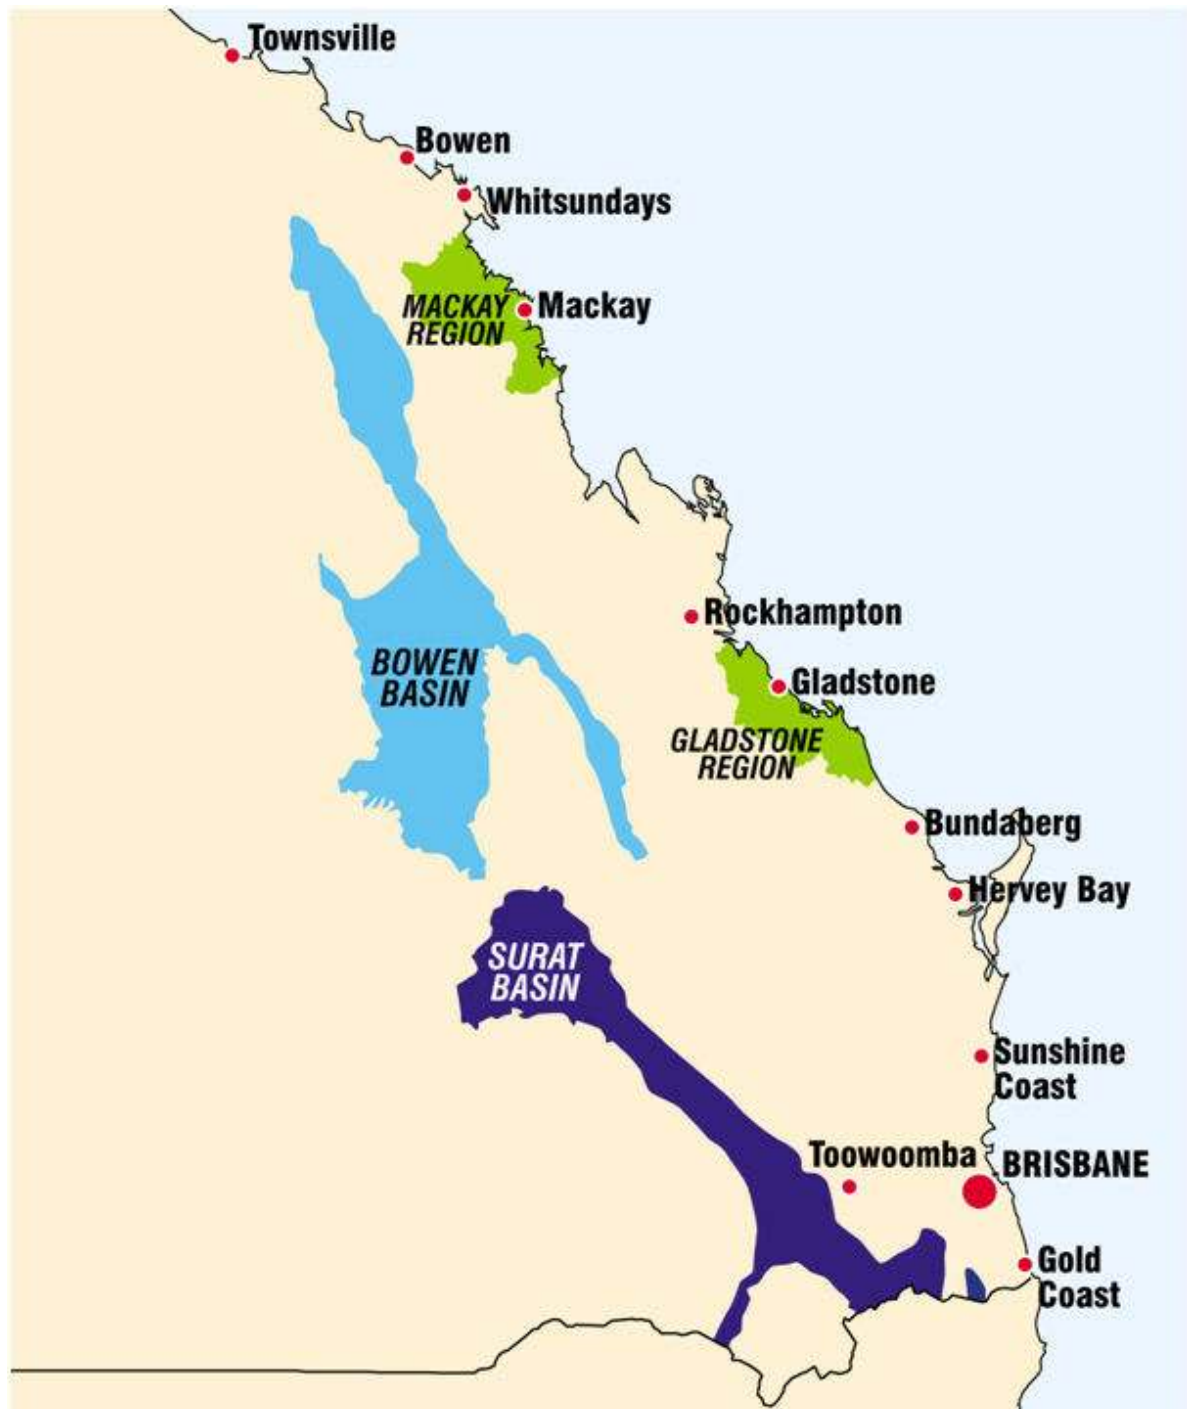 Townsville
Bowen
Whitsundays
MACKAY
REGION
Mackay
Rockhampton
BOWEN
BASIN
Gladstone
GLADSTONE
REGION
Bundaberg
Hervey Bay
SURAT
BASIN
Sunshine
Coast
Toowoomba
BRISBANE
Gold
Coast